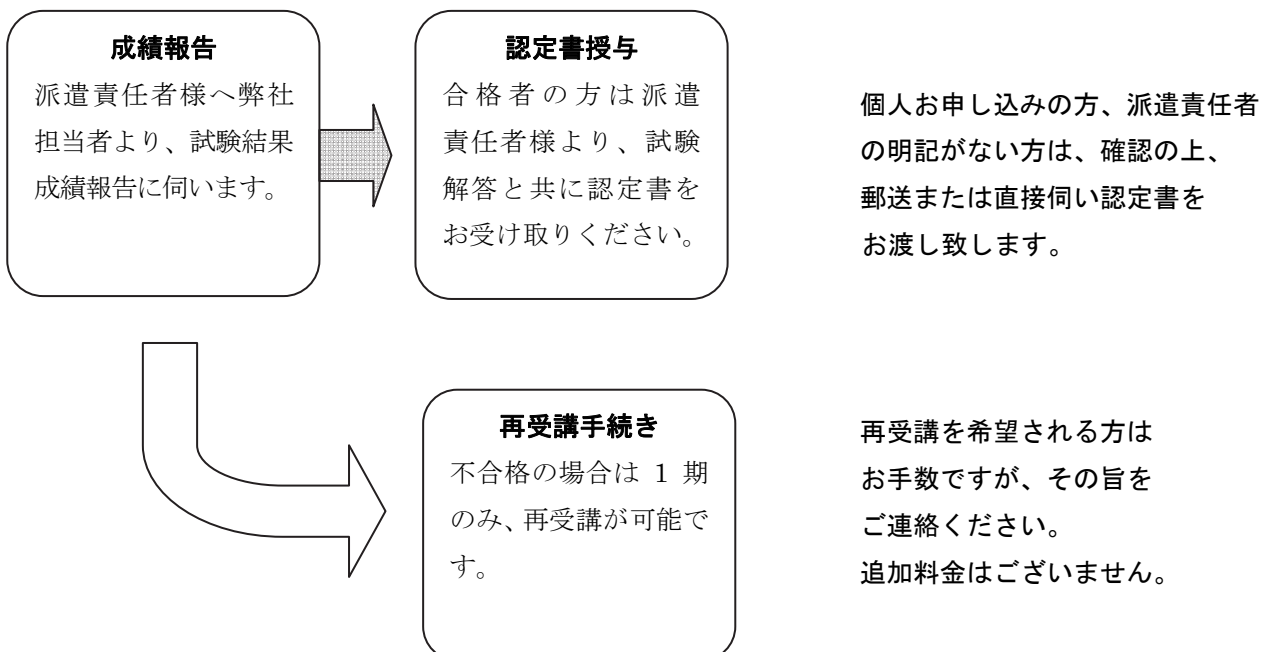 成績報告
派遣責任者様へ弊社
担当者より、試験結果
成績報告に伺います。
認定書授与
合格者の方は派遣
責任者様より、試験
解答と共に認定書を
お受け取りください。
個人お申し込みの方、派遣責任者
の明記がない方は、確認の上、
郵送または直接伺い認定書を
お渡し致します。
再受講手続き
不合格の場合は 1 期
のみ、再受講が可能で
す。
再受講を希望される方は
お手数ですが、その旨を
ご連絡ください。
追加料金はございません。